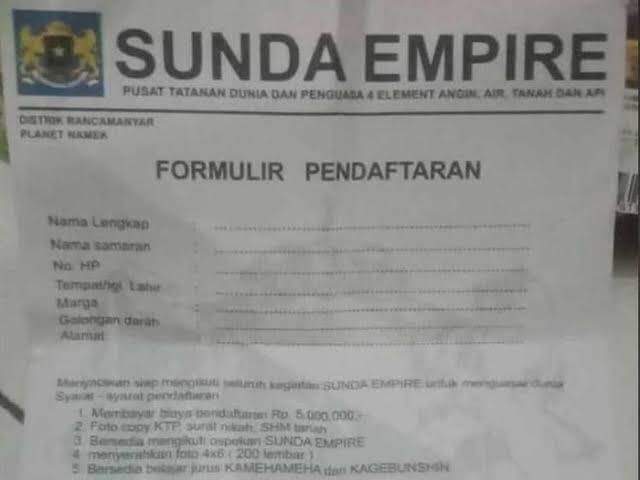 SUNDA EMPIRE
PUSAT TATANAN DUNIA DAN PENGUASA 4 ELEMENT ANGIN, AIR, TANAH DAN API
DISTRIK RANCAMANYAR
PLANET NAMEK
FORMULIR PENDAFTARAN
Nama Lengkap :
Nama samaran :
No. HP :
Tempat/tgl. Lahir :
Marga :
Golongan darah :
Alamat :
Menyatakan siap mengikuti seluruh kegiatan SUNDA EMPIRE untuk menguasai dunia
Syarat - syarat pendaftaran
1. Membayar biaya pendaftaran Rp. 5.000.000,-
2. Foto copy KTP, surat nikah, SHM tanah
3. Bersedia mengikuti ospekan SUNDA EMPIRE
4. menyerahkan foto 4x6 ( 200 lembar )
5. Bersedia belajar jurus KAMEHAMEHA dan KAGEBUNSHIN